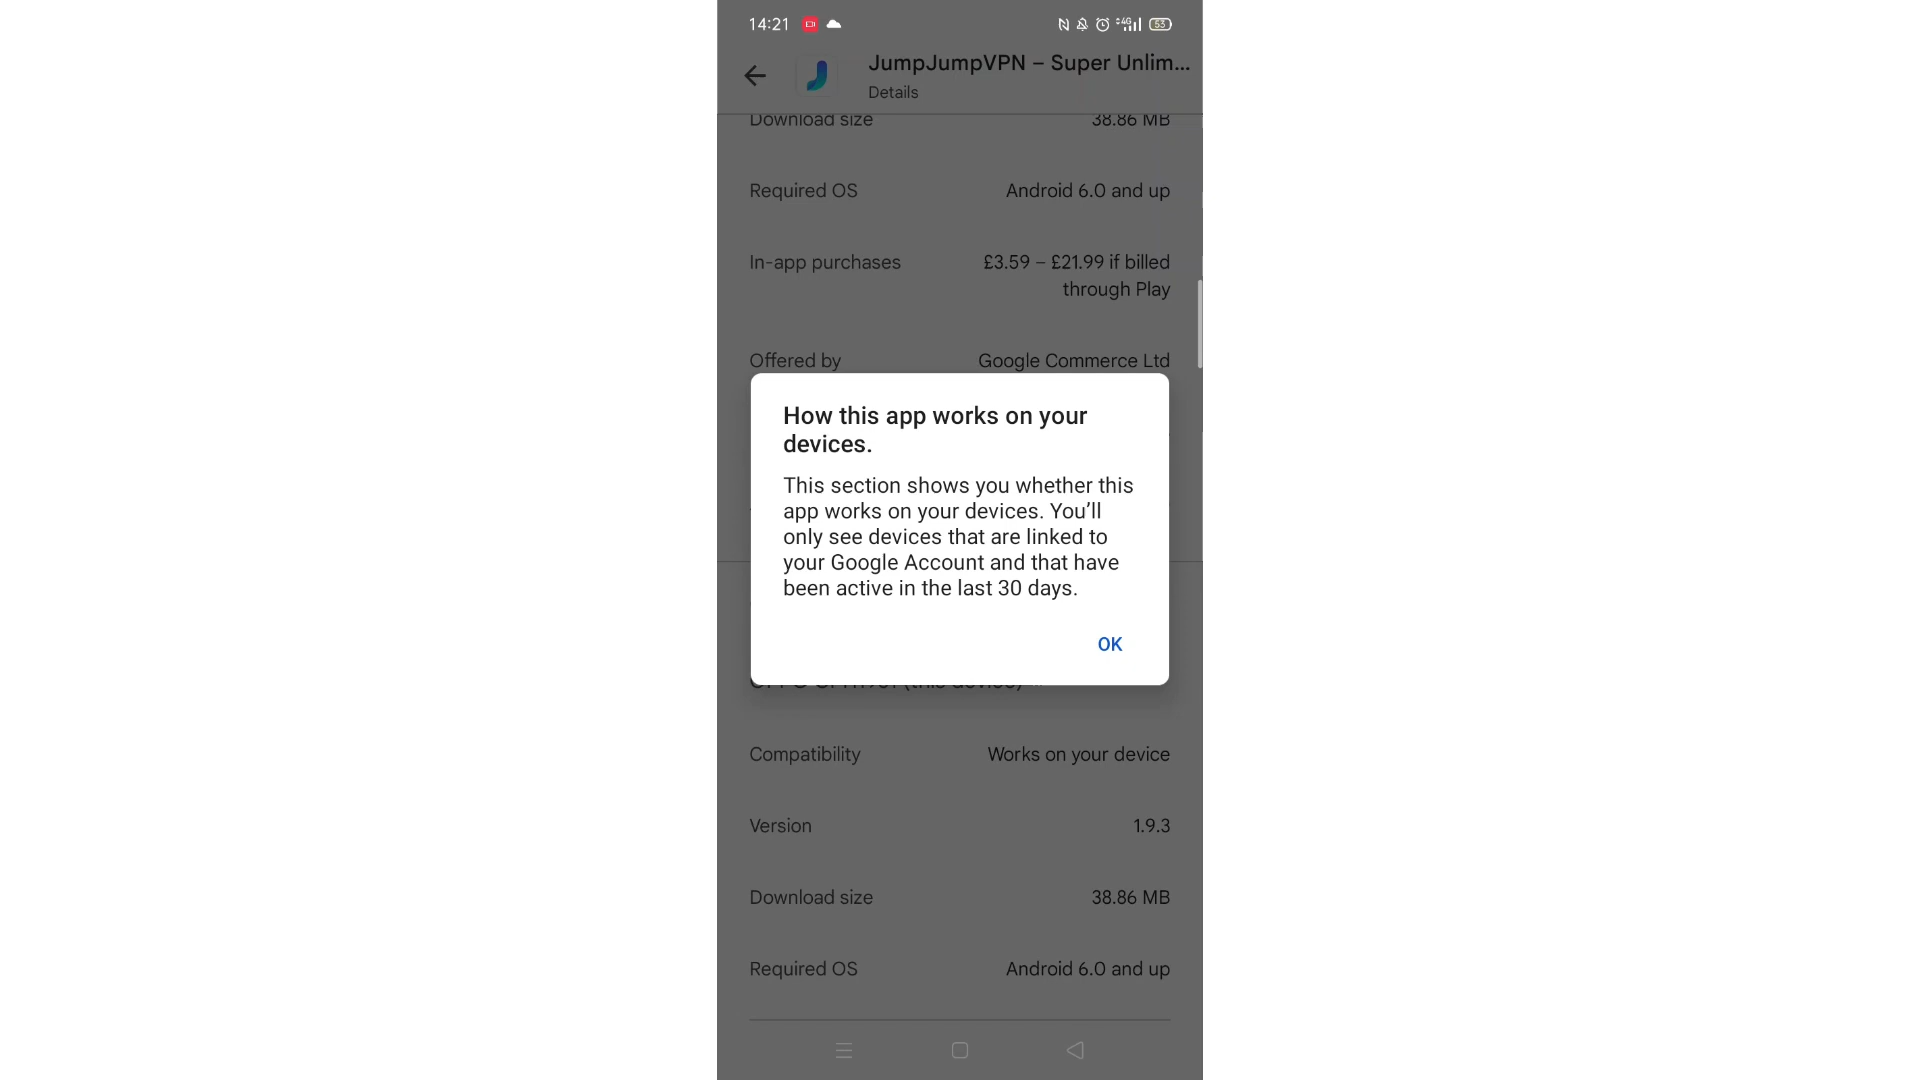 14:21
4G
53
JumpJumpVPN – Super Unlim...
Details
Download size 38.86 MB
Required OS Android 6.0 and up
In-app purchases £3.59 – £21.99 if billed
through Play
Offered by Google Commerce Ltd
How this app works on your
devices.
This section shows you whether this
app works on your devices. You’ll
only see devices that are linked to
your Google Account and that have
been active in the last 30 days.
OK
(this device)
Compatibility Works on your device
Version 1.9.3
Download size 38.86 MB
Required OS Android 6.0 and up